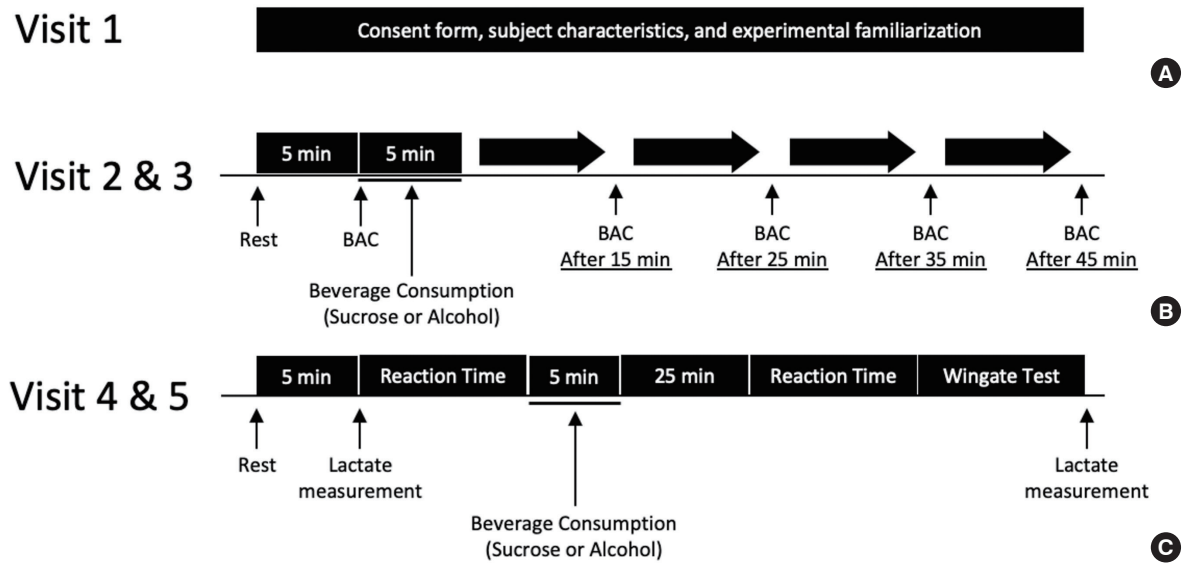 Visit 1
Consent form, subject characteristics, and experimental familiarization
A
Visit 2 & 3
5 min
5 min
Rest
BAC
BAC
After 15 min
BAC
After 25 min
BAC
After 35 min
BAC
After 45 min
Beverage Consumption
(Sucrose or Alcohol)
B
Visit 4 & 5
5 min
Reaction Time
5 min
25 min
Reaction Time
Wingate Test
Rest
Lactate
measurement
Lactate
measurement
Beverage Consumption
(Sucrose or Alcohol)
C